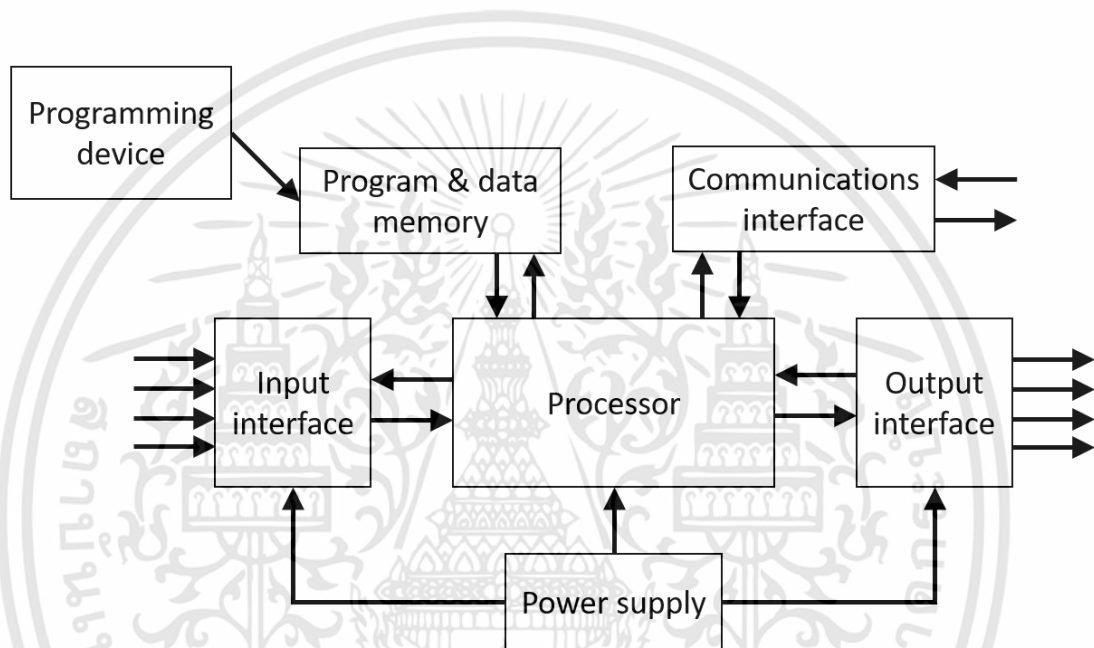 Programming
device
Program & data
memory
Communications
interface
Input
interface
Processor
Output
interface
Power supply